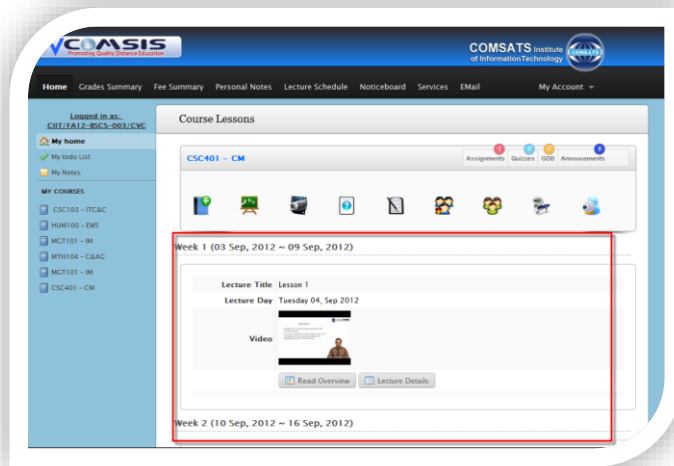 VCOMSIS
Promoting Quality Distance Education
COMSATS Institute
of Information Technology
Home Grades Summary Fee Summary Personal Notes Lecture Schedule Noticeboard Services EMail My Account
Logged in as:
CIIT/FA12-BSCS-003/CVC
My home
My todo List
My Notes
MY COURSES
CSC103 - ITC&C
HUM100 - EWS
MGT101 - IM
MTH104 - C&AG
MGT101 - IM
CSC401 - CM
Course Lessons
CSC401 - CM
Assignments Quizzes GDB Annoucements
Week 1 (03 Sep, 2012 ~ 09 Sep, 2012)
Lecture Title Lesson 1
Lecture Day Tuesday 04, Sep 2012
Video
Read Overview Lecture Details
Week 2 (10 Sep, 2012 ~ 16 Sep, 2012)